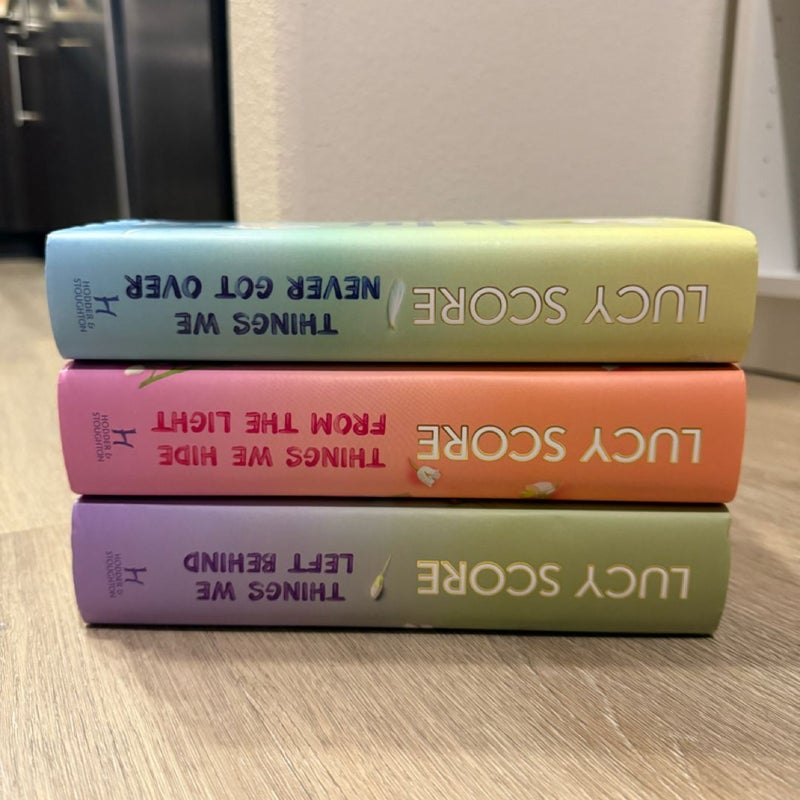 LUCY SCORE
THINGS WE
NEVER GOT OVER
H
HODDER &
STOUGHTON
LUCY SCORE
THINGS WE HIDE
FROM THE LIGHT
H
HODDER &
STOUGHTON
LUCY SCORE
THINGS WE
LEFT BEHIND
H
HODDER &
STOUGHTON